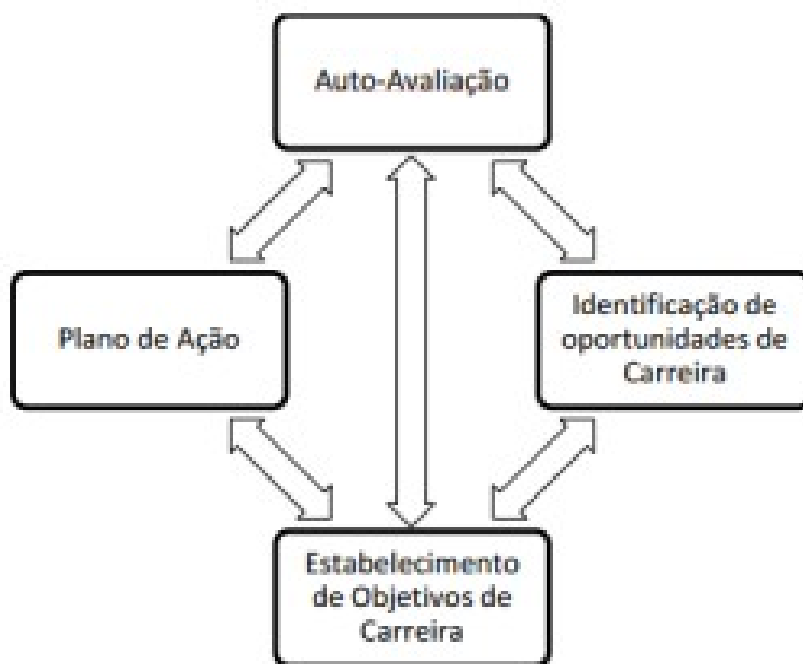 Auto-Avaliação
Plano de Ação
Identificação de
oportunidades de
Carreira
Estabelecimento
de Objetivos de
Carreira